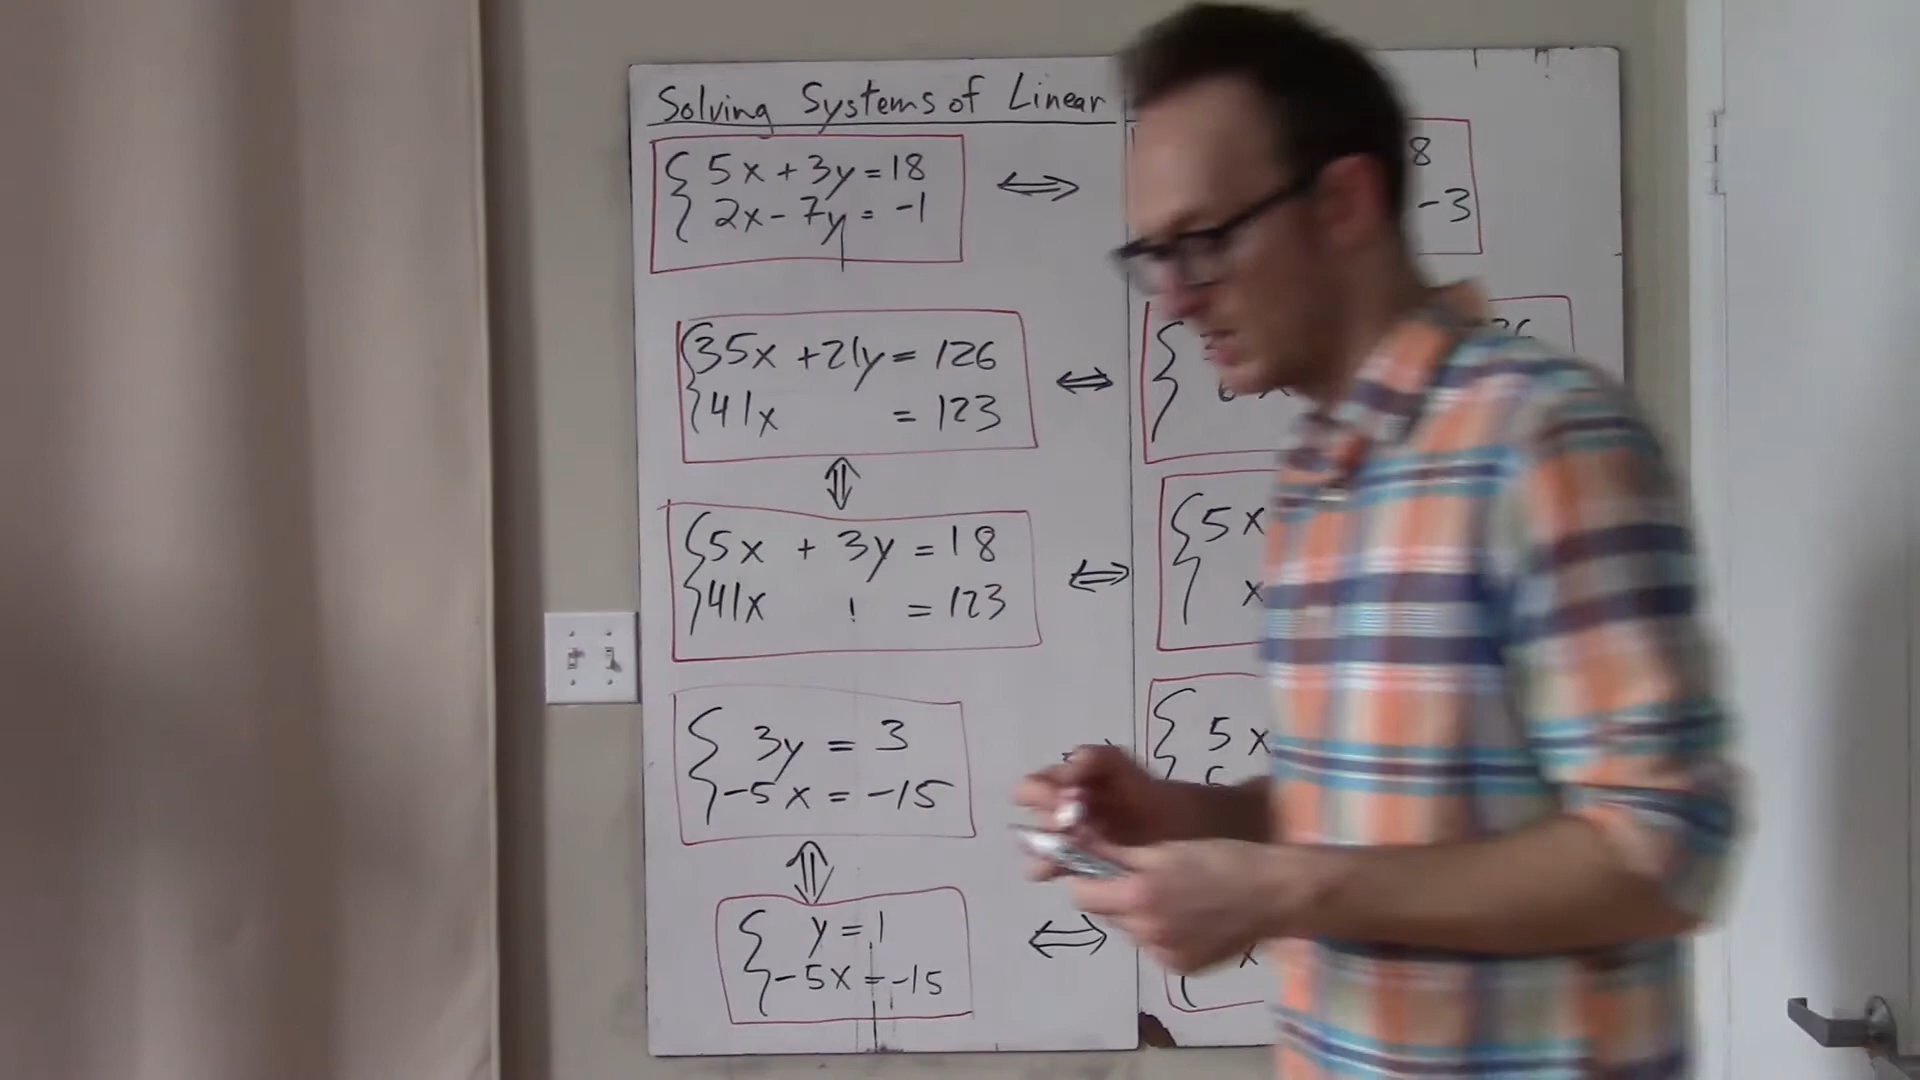 Solving Systems of Linear
5x + 3y = 18 ⟺
2x - 7y = -1
8
-3
35x + 21y = 126 ⟺
41x = 123
⇕
5x + 3y = 18
41x = 123 ⟺
5x
x
3y = 3
-5x = -15
5x
⇕
y = 1
-5x = -15 ⟺
x